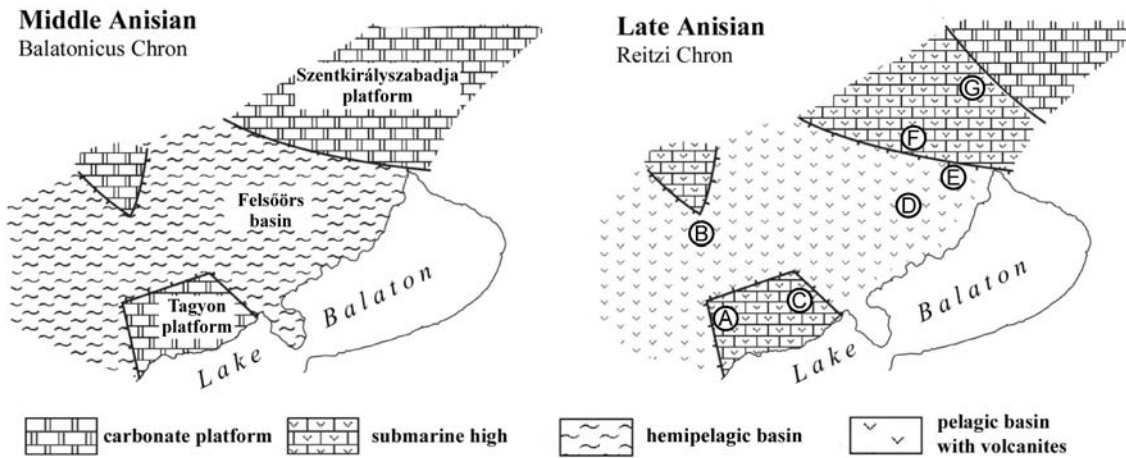 Middle Anisian
Balatonicus Chron
Szentkirályszabadja
platform
Felsőörs
basin
Tagyon
platform
Lake Balaton
Late Anisian
Reitzi Chron
G
F
E
D
B
C
A
Lake Balaton
carbonate platform
submarine high
hemipelagic basin
pelagic basin
with volcanites